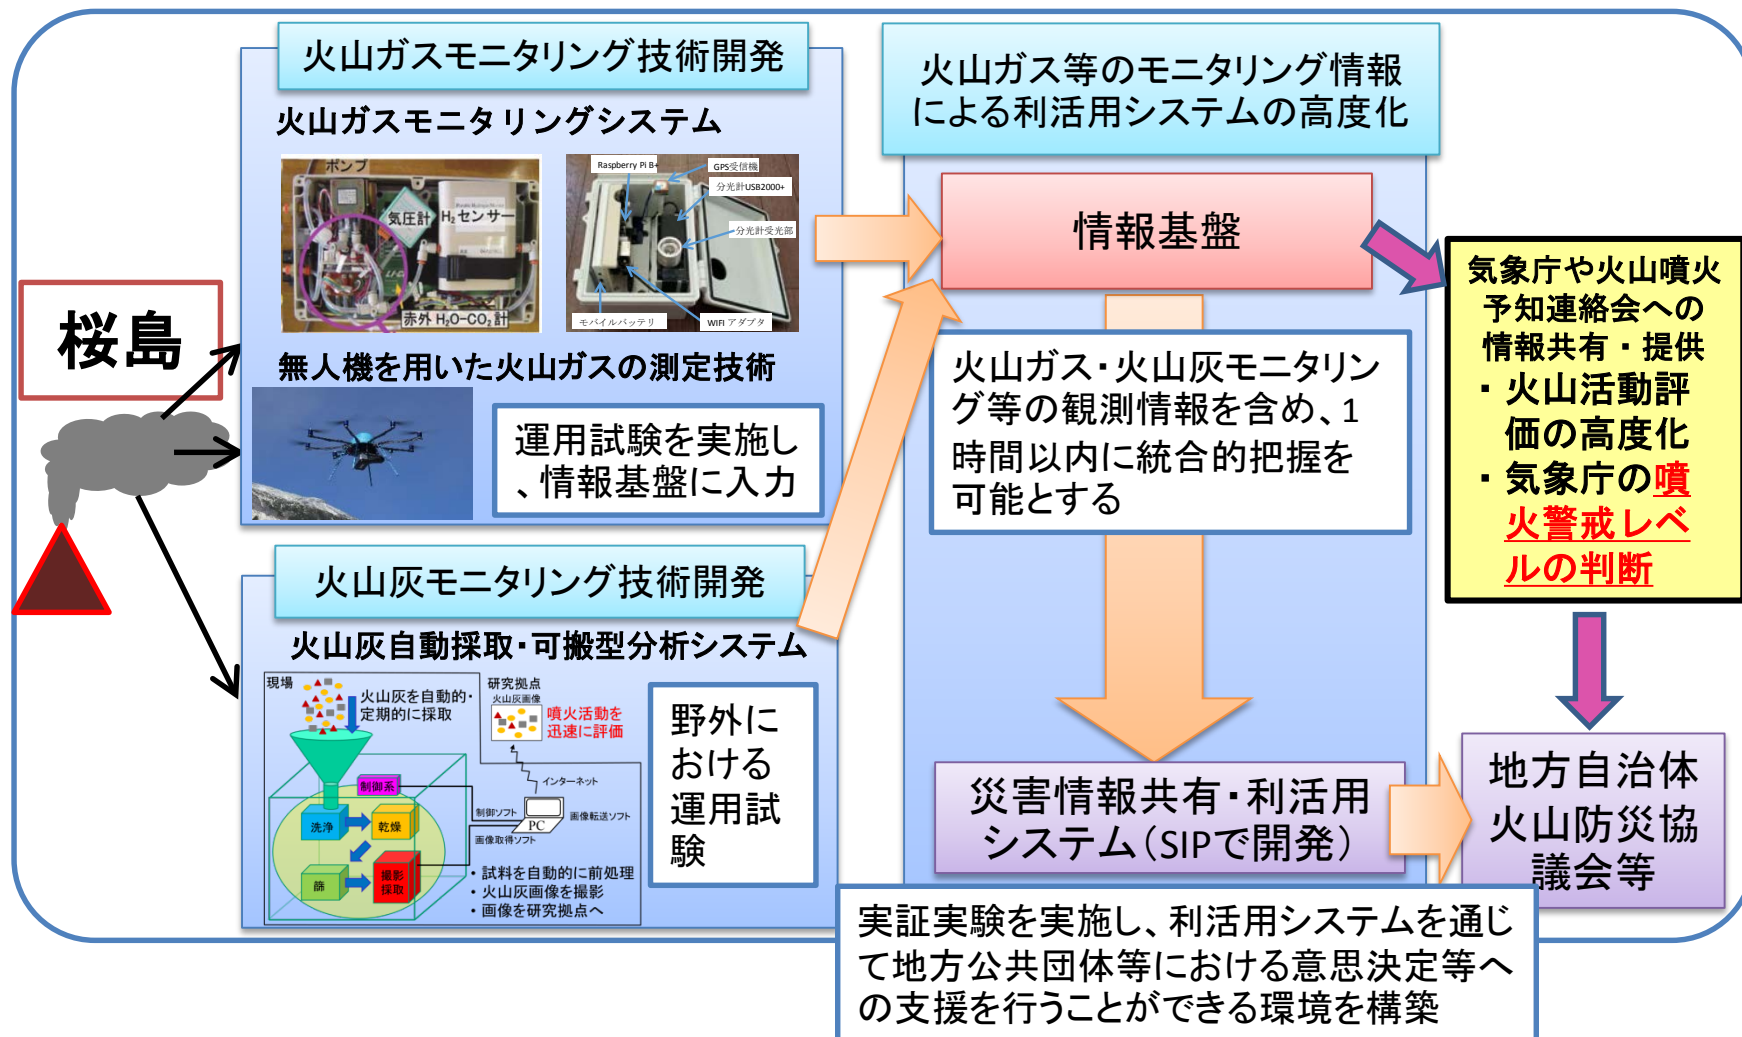 桜島
火山ガスモニタリング技術開発
火山ガスモニタリングシステム
ポンプ
気圧計
H₂センサー
赤外 H₂O-CO₂ 計
Raspberry Pi B+
GPS受信機
分光計USB2000+
分光計受光部
モバイルバッテリ
WIFI アダプタ
無人機を用いた火山ガスの測定技術
運用試験を実施し
、情報基盤に入力
火山灰モニタリング技術開発
火山灰自動採取・可搬型分析システム
現場
火山灰を自動的・
定期的に採取
研究拠点
火山灰画像
噴火活動を
迅速に評価
インターネット
制御系
制御ソフト
画像転送ソフト
PC
画像取得ソフト
洗浄
乾燥
篩
撮影
採取
・試料を自動的に前処理
・火山灰画像を撮影
・画像を研究拠点へ
野外に
おける
運用試
験
火山ガス等のモニタリング情報
による利活用システムの高度化
情報基盤
火山ガス・火山灰モニタリン
グ等の観測情報を含め、1
時間以内に統合的把握を
可能とする
災害情報共有・利活用
システム(SIPで開発)
実証実験を実施し、利活用システムを通じ
て地方公共団体等における意思決定等へ
の支援を行うことができる環境を構築
気象庁や火山噴火
予知連絡会への
情報共有・提供
・火山活動評
価の高度化
・気象庁の噴
火警戒レベ
ルの判断
地方自治体
火山防災協
議会等